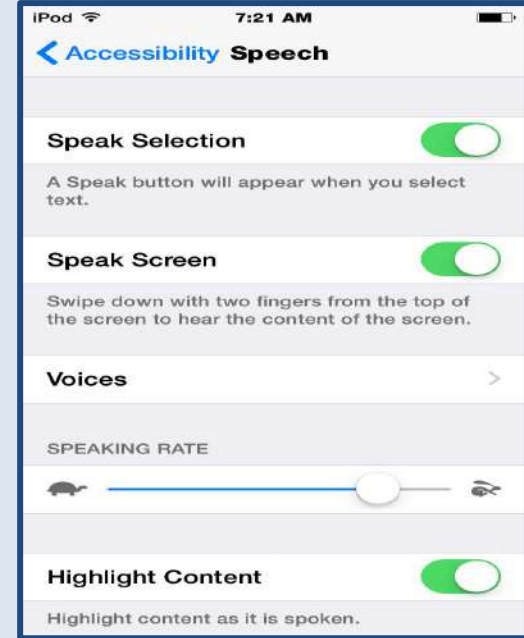 iPod 7:21 AM
Accessibility Speech
Speak Selection
A Speak button will appear when you select
text.
Speak Screen
Swipe down with two fingers from the top of
the screen to hear the content of the screen.
Voices
SPEAKING RATE
Highlight Content
Highlight content as it is spoken.